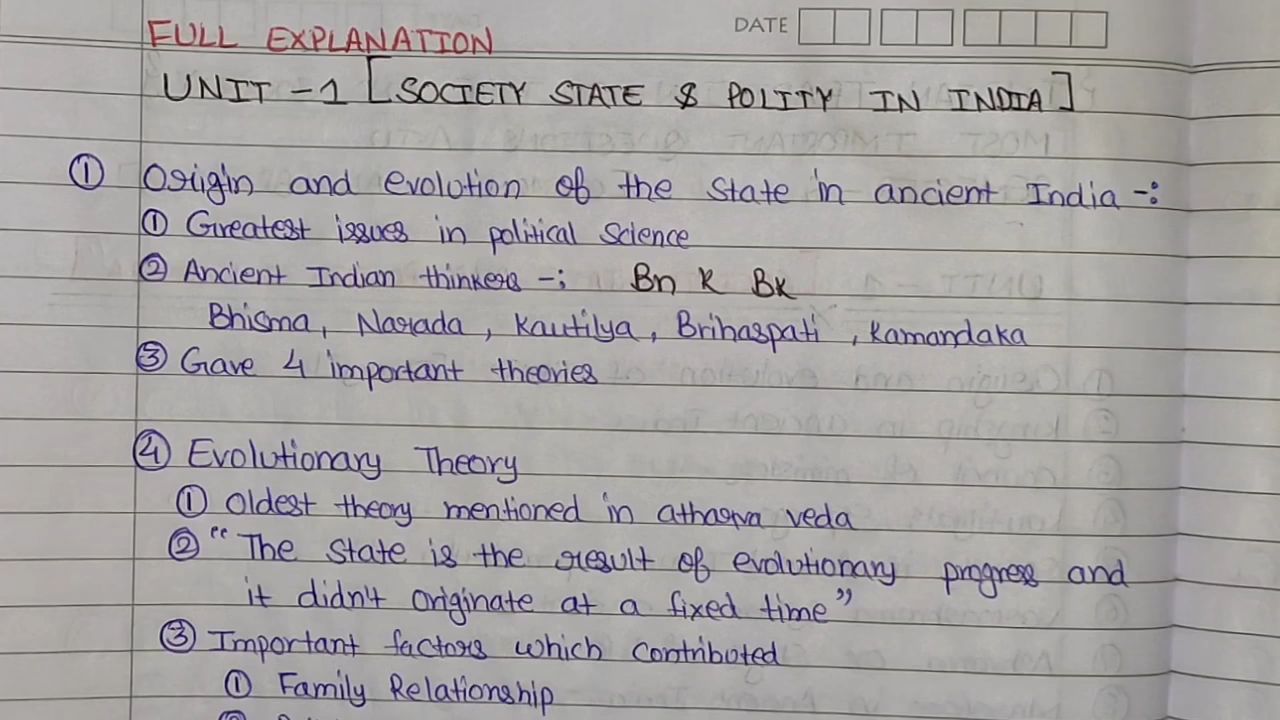 DATE
FULL EXPLANATION
UNIT - 1 [SOCIETY STATE & POLITY IN INDIA]
① Origin and evolution of the state in ancient India -:
① Greatest issues in political science
② Ancient Indian thinkers -: Bn K Bk
Bhisma, Narada, Kautilya, Brihaspati, Kamandaka
③ Gave 4 important theories
④ Evolutionary Theory
① Oldest theory mentioned in atharva veda
② "The state is the result of evolutionary progress and
it didn't originate at a fixed time"
③ Important factors which contributed
① Family Relationship